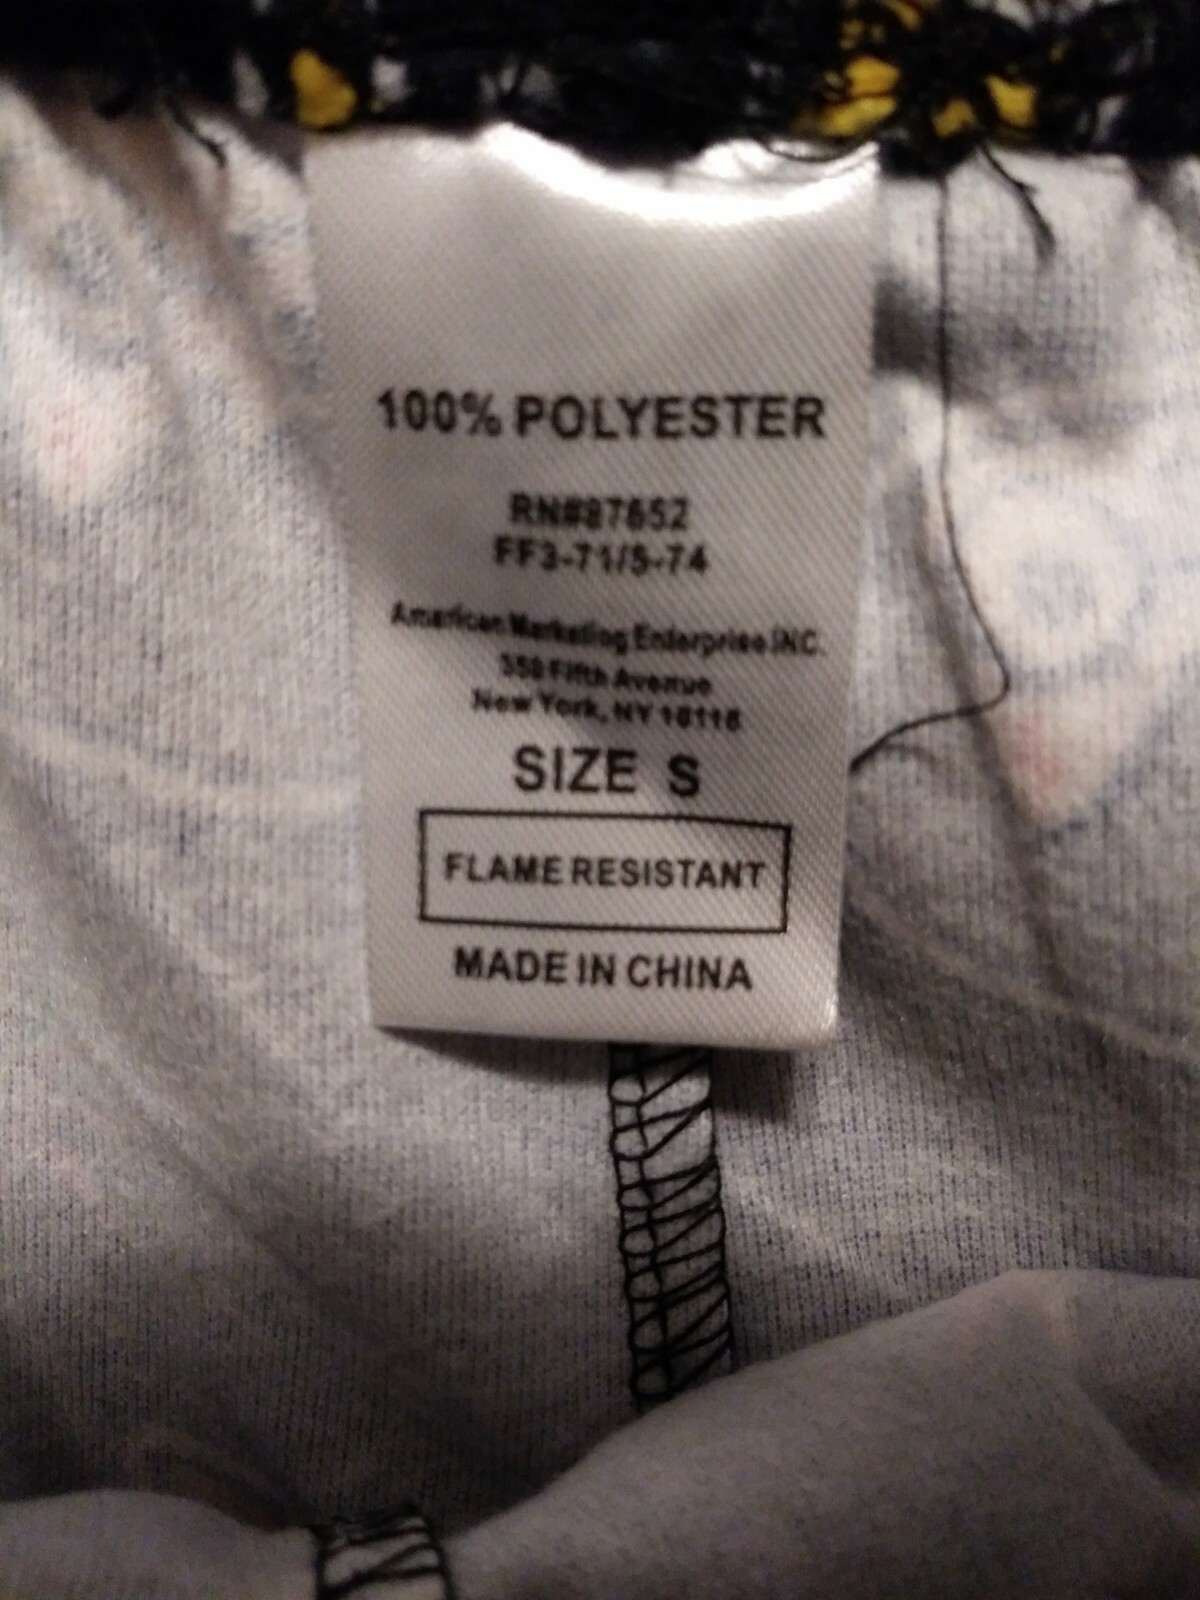 100% POLYESTER
RN#87652
FF3-71/5-74
American Marketing Enterprise INC.
350 Fifth Avenue
New York, NY 10118
SIZE S
FLAME RESISTANT
MADE IN CHINA